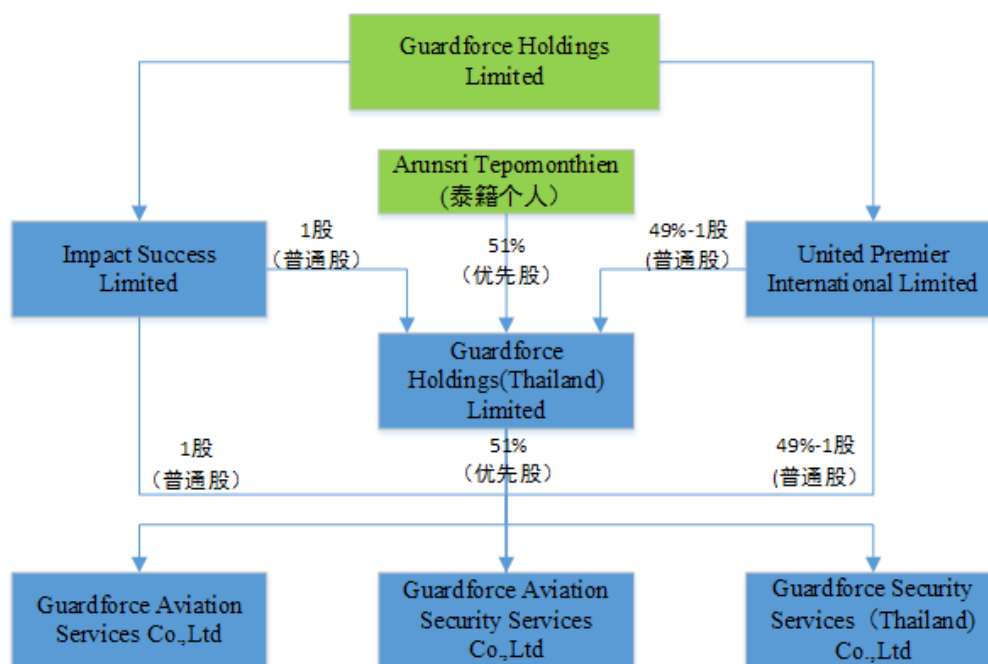 Guardforce Holdings
Limited
Arunsri Tepomonthien
(泰籍个人）
Impact Success
Limited
1股
（普通股）
51%
（优先股）
49%-1股
(普通股）
United Premier
International Limited
Guardforce
Holdings(Thailand)
Limited
1股
（普通股）
51%
（优先股）
49%-1股
(普通股）
Guardforce Aviation
Services Co.,Ltd
Guardforce Aviation
Security Services
Co.,Ltd
Guardforce Security
Services（Thailand)
Co.,Ltd